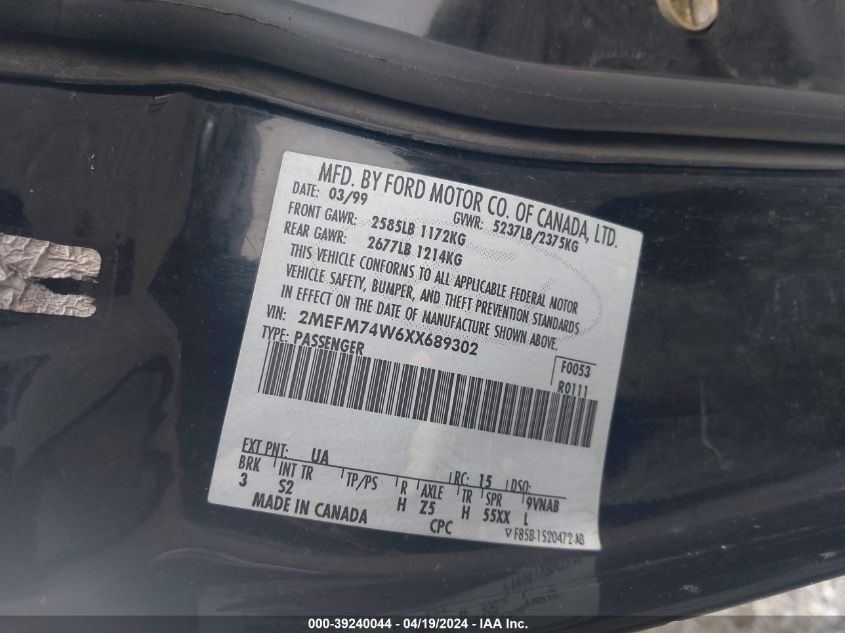 MFD. BY FORD MOTOR CO. OF CANADA, LTD.
DATE: 03/99 GVWR: 5237LB/2375KG
FRONT GAWR: 2585LB 1172KG
REAR GAWR: 2677LB 1214KG
THIS VEHICLE CONFORMS TO ALL APPLICABLE FEDERAL MOTOR
VEHICLE SAFETY, BUMPER, AND THEFT PREVENTION STANDARDS
IN EFFECT ON THE DATE OF MANUFACTURE SHOWN ABOVE.
VIN: 2MEFM74W6XX689302
TYPE: PASSENGER
F0053
R0111
EXT PNT: UA RC: 15 DSO:
BRK INT TR TP/PS R AXLE TR SPR 9VNAB
3 S2 H Z5 H 55XX L
MADE IN CANADA CPC
F85B-1520472-AB
000-39240044 - 04/19/2024 - IAA Inc.